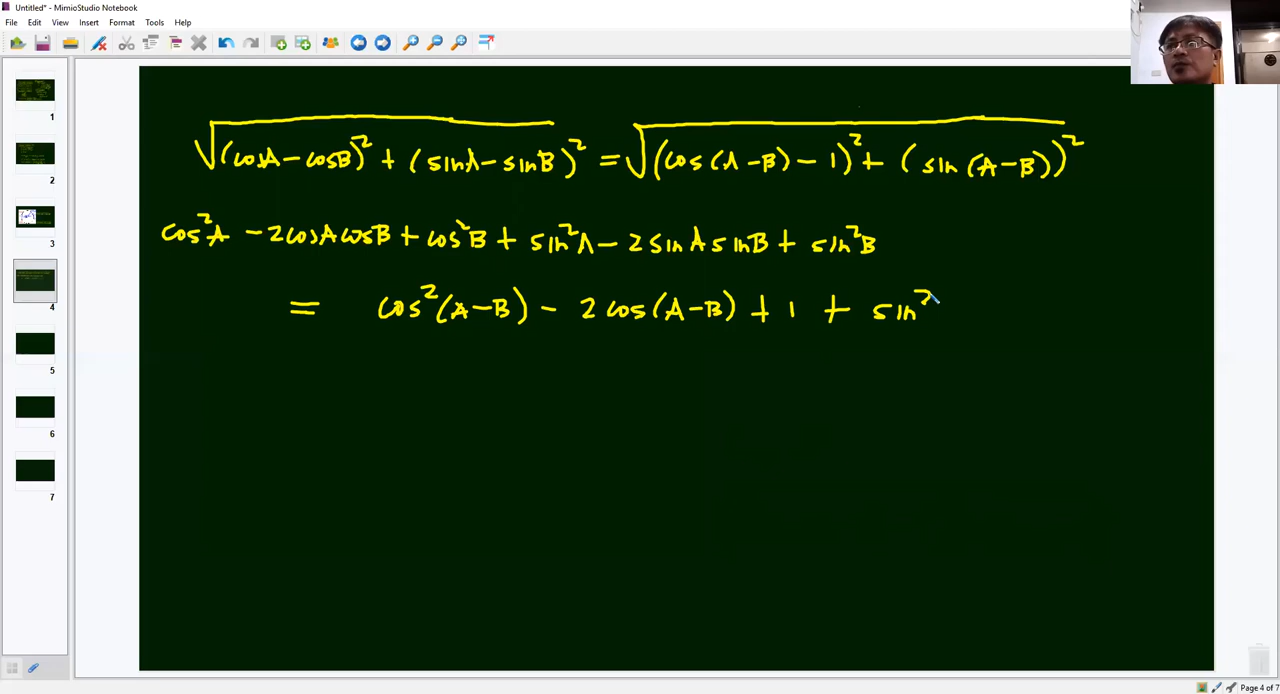 Untitled* - MimioStudio Notebook
File Edit View Insert Format Tools Help
√(cosA − cosB)² + (sinA − sinB)² = √(cos(A − B) − 1)² + (sin(A − B))²
cos²A − 2cosAcosB + cos²B + sin²A − 2sinAsinB + sin²B
= cos²(A − B) − 2cos(A − B) + 1 + sin²
1
2
3
4
5
6
7
Page 4 of 7